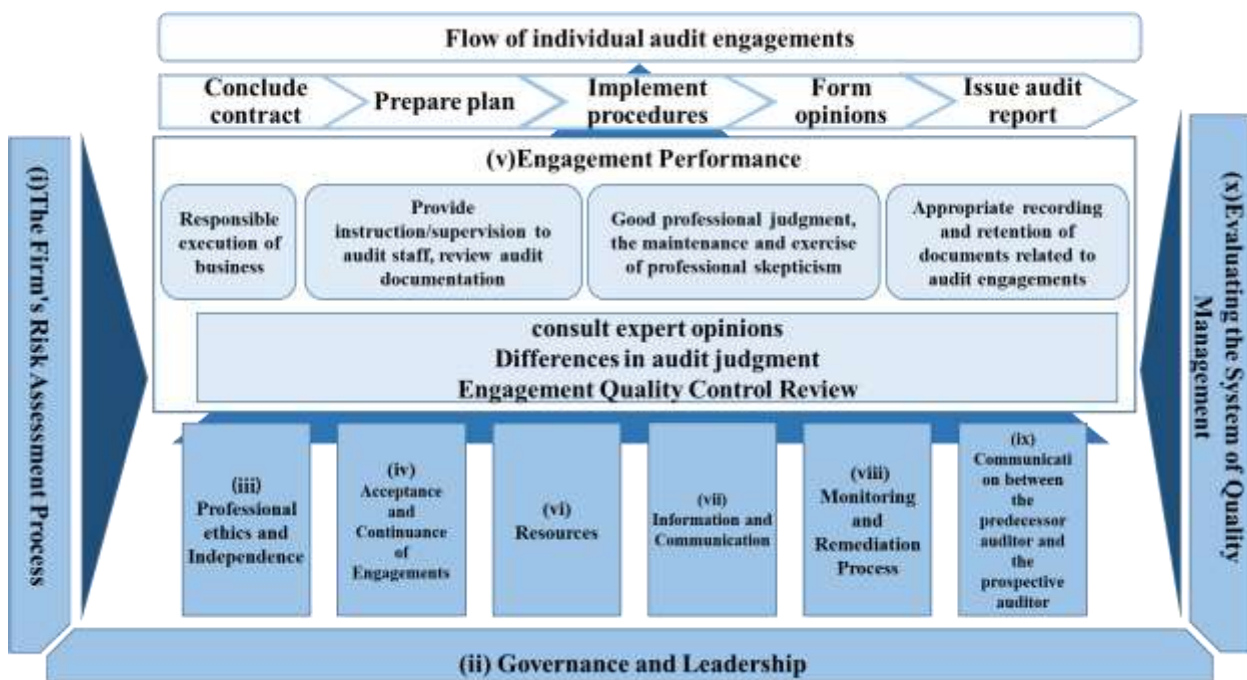 Flow of individual audit engagements
Conclude
contract
Prepare plan
Implement
procedures
Form
opinions
Issue audit
report
(i)The Firm's Risk Assessment Process
(v)Engagement Performance
Responsible
execution of
business
Provide
instruction/supervision to
audit staff, review audit
documentation
Good professional judgment,
the maintenance and exercise
of professional skepticism
Appropriate recording
and retention of
documents related to
audit engagements
consult expert opinions
Differences in audit judgment
Engagement Quality Control Review
(x)Evaluating the System of Quality
Management
(iii)
Professional
ethics and
Independence
(iv)
Acceptance
and
Continuance
of
Engagements
(vi)
Resources
(vii)
Information and
Communication
(viii)
Monitoring
and
Remediation
Process
(ix)
Communicati
on between
the
predecessor
auditor and
the
prospective
auditor
(ii) Governance and Leadership